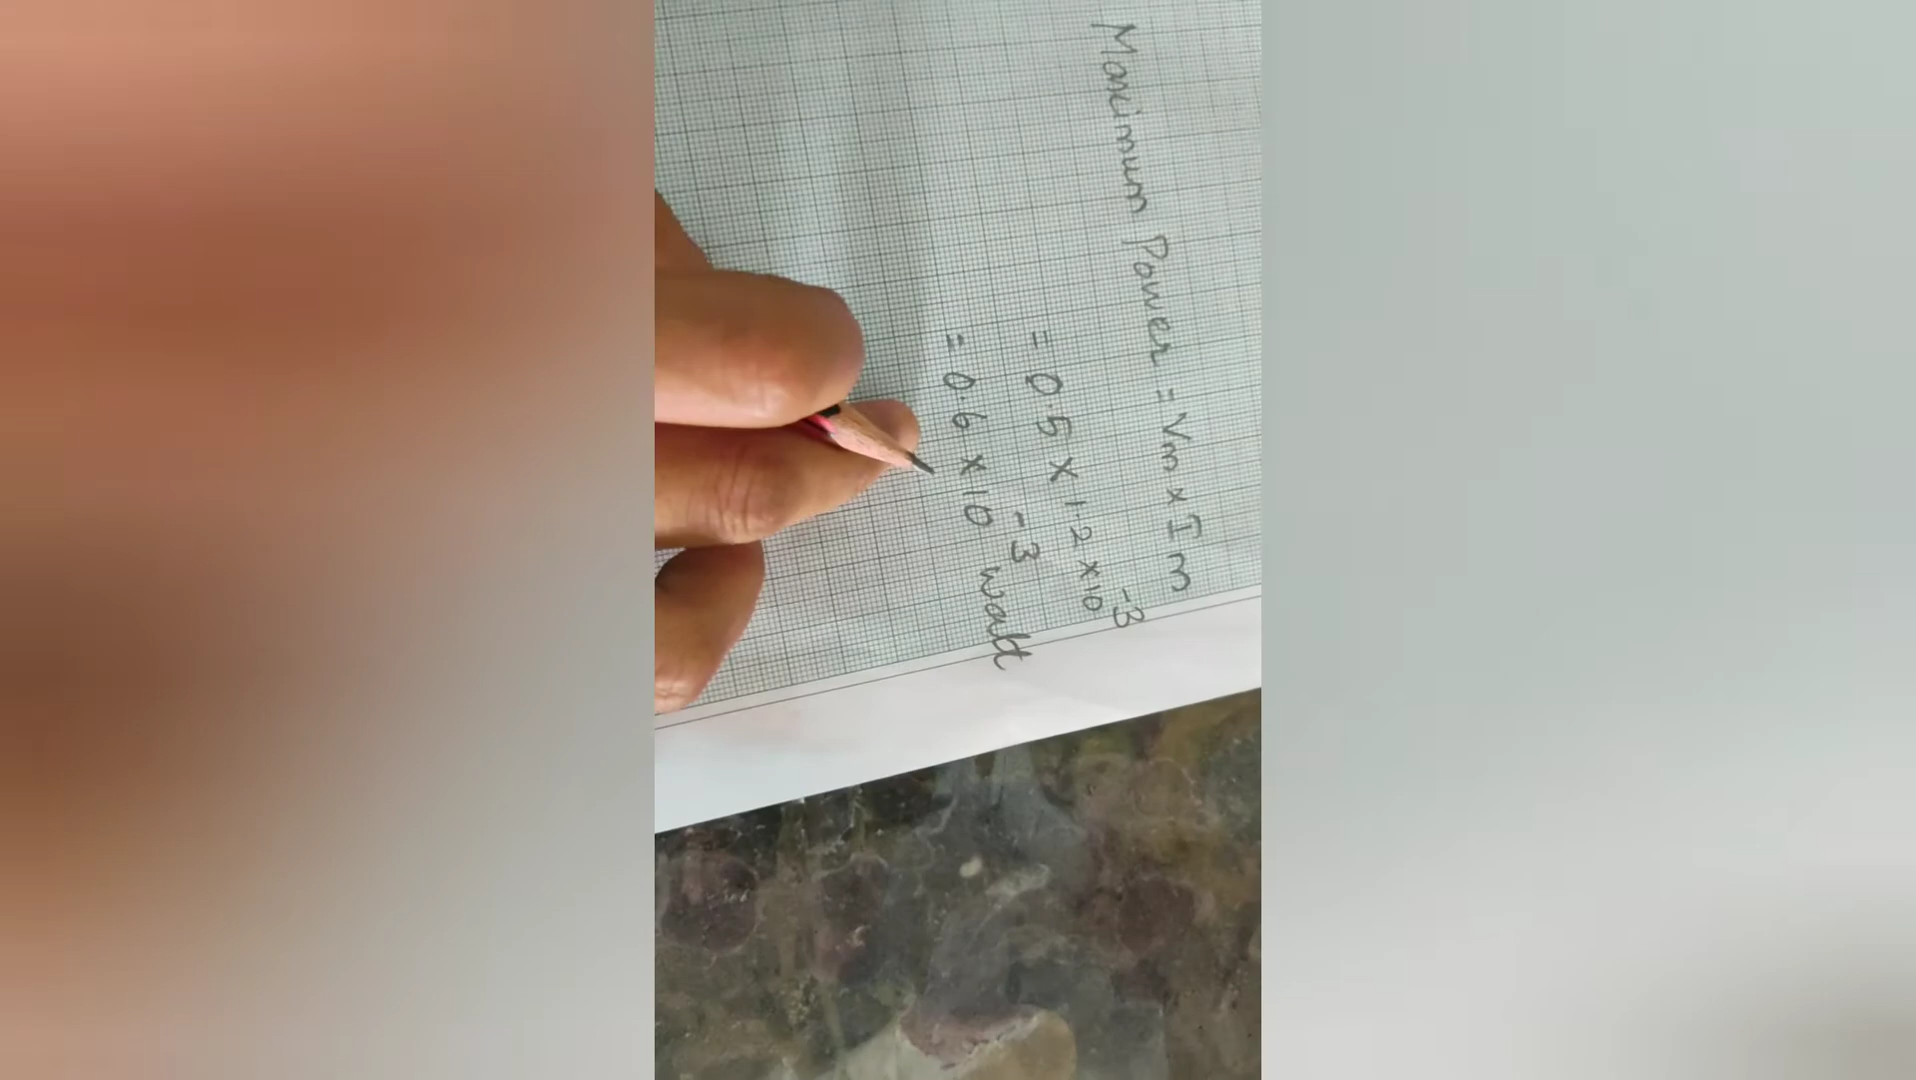 Maximum Power = Vm × Im
= 0.5 × 1.2 × 10⁻³
= 0.6 × 10⁻³ watt